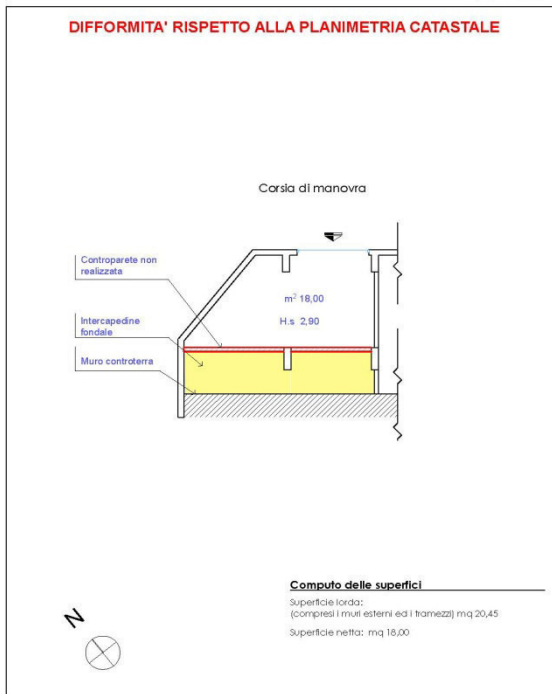 DIFFORMITA' RISPETTO ALLA PLANIMETRIA CATASTALE
Corsia di manovra
Controparete non
realizzata
m² 18,00
H.s 2,90
Intercapedine
fondale
Muro controterra
Computo delle superfici
Superficie lorda:
(compresi i muri esterni ed i tramezzi) mq 20,45
Superficie netta: mq 18,00
N